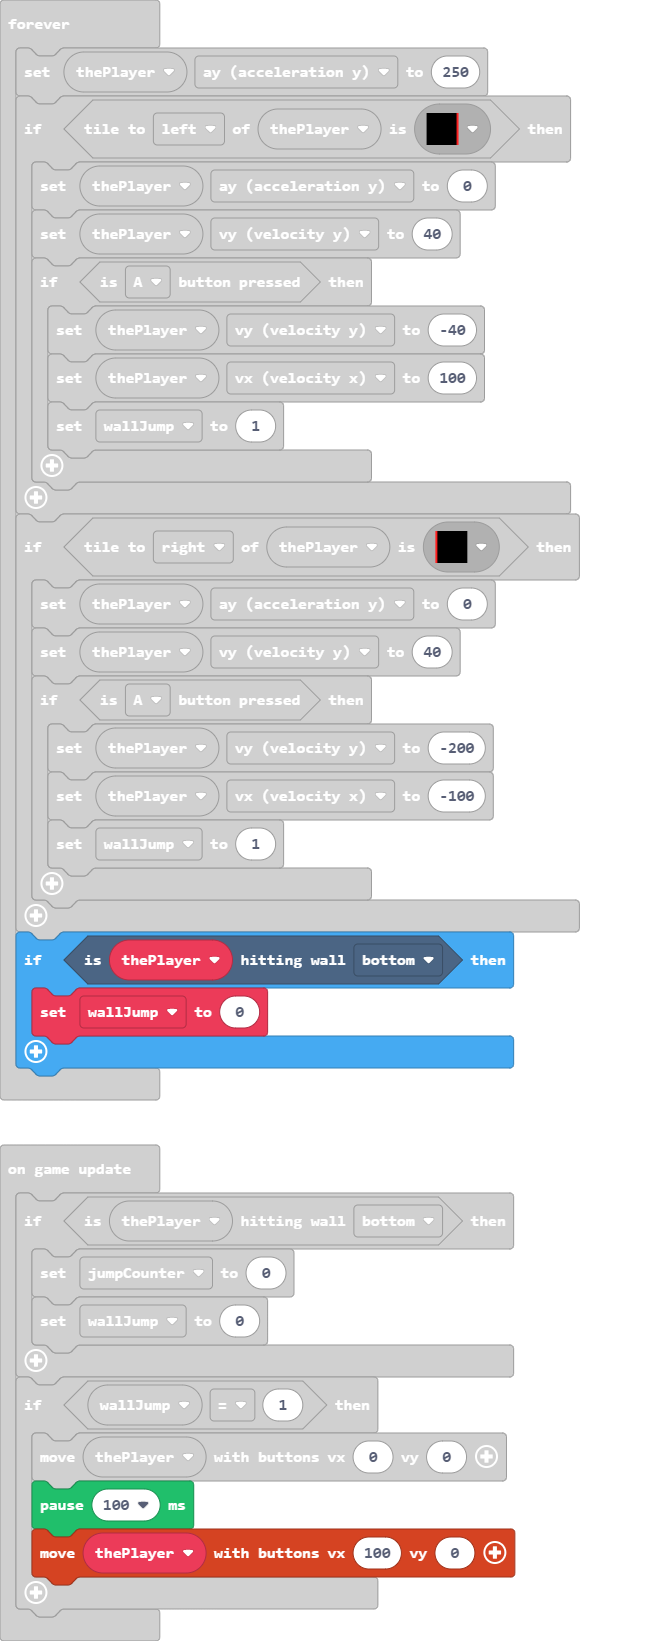 forever
set thePlayer ay (acceleration y) to 250
if tile to left of thePlayer is then
set thePlayer ay (acceleration y) to 0
set thePlayer vy (velocity y) to 40
if is A button pressed then
set thePlayer vy (velocity y) to -40
set thePlayer vx (velocity x) to 100
set wallJump to 1
if tile to right of thePlayer is then
set thePlayer ay (acceleration y) to 0
set thePlayer vy (velocity y) to 40
if is A button pressed then
set thePlayer vy (velocity y) to -200
set thePlayer vx (velocity x) to -100
set wallJump to 1
if is thePlayer hitting wall bottom then
set wallJump to 0
on game update
if is thePlayer hitting wall bottom then
set jumpCounter to 0
set wallJump to 0
if wallJump = 1 then
move thePlayer with buttons vx 0 vy 0
pause 100 ms
move thePlayer with buttons vx 100 vy 0